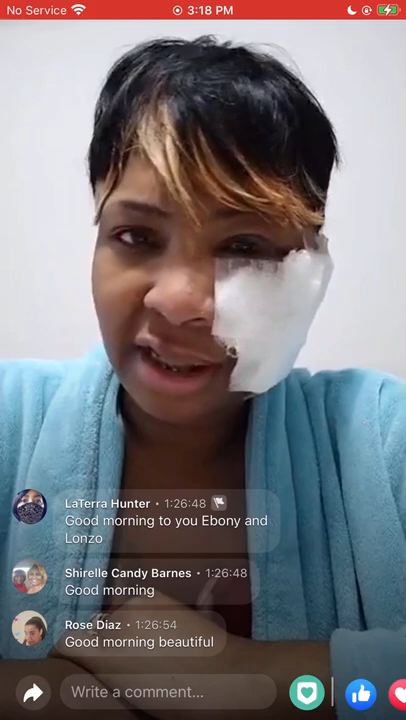 No Service
3:18 PM
LaTerra Hunter • 1:26:48
Good morning to you Ebony and
Lonzo
Shirelle Candy Barnes • 1:26:48
Good morning
Rose Diaz • 1:26:54
Good morning beautiful
Write a comment...